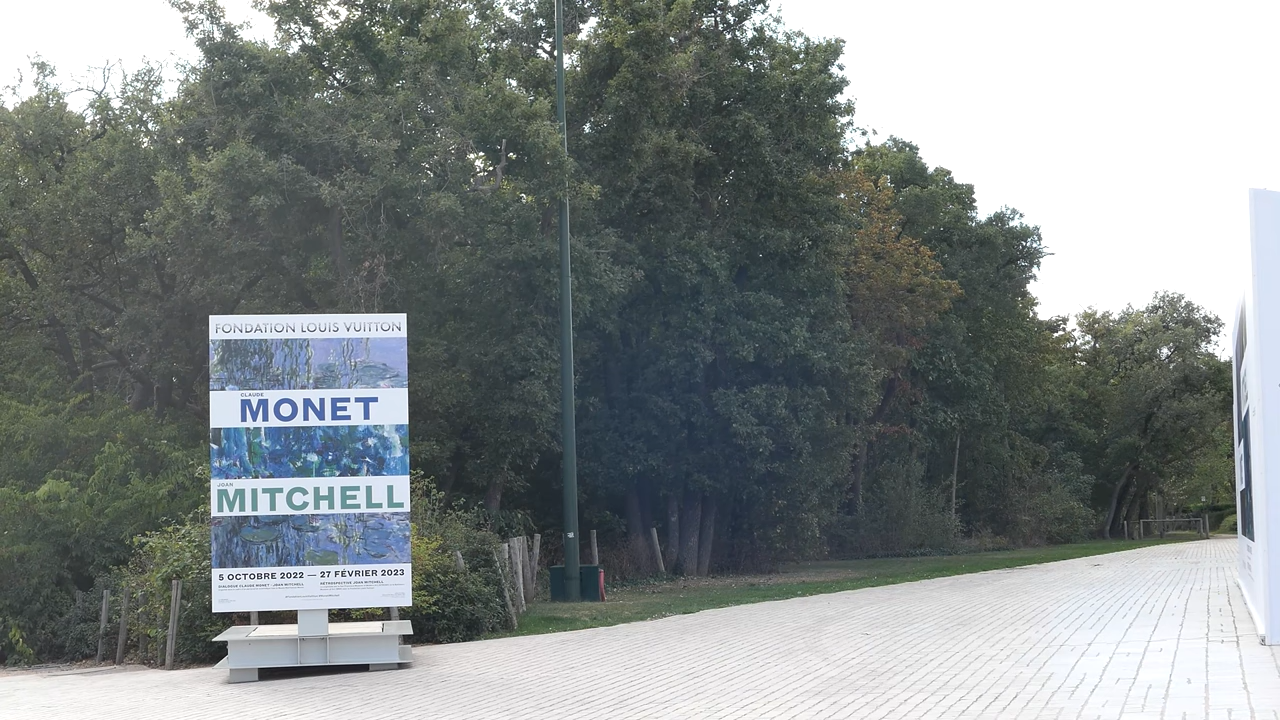 FONDATION LOUIS VUITTON
CLAUDE
MONET
JOAN
MITCHELL
5 OCTOBRE 2022 — 27 FÉVRIER 2023
DIALOGUE CLAUDE MONET - JOAN MITCHELL
RÉTROSPECTIVE JOAN MITCHELL